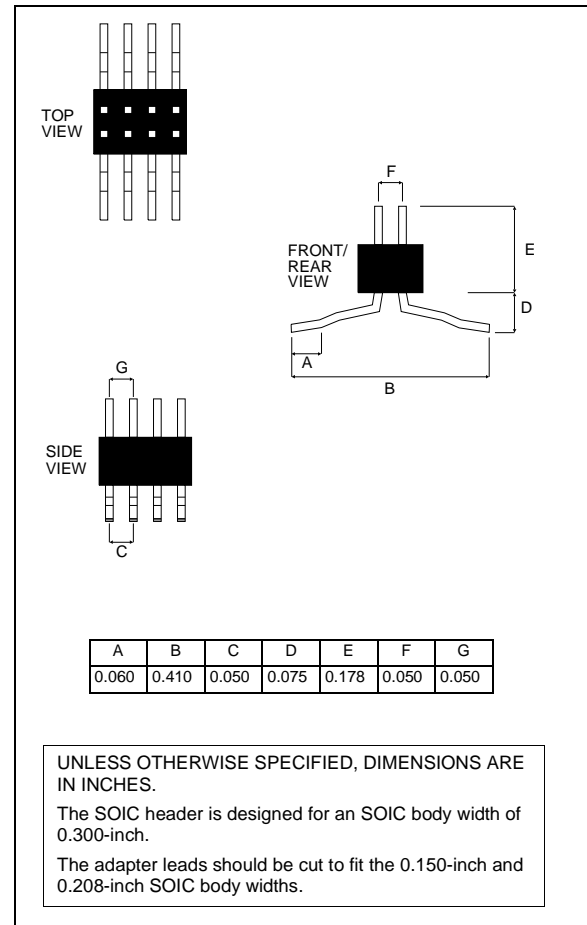 TOP
VIEW
F
FRONT/
REAR
VIEW
E
D
A
B
G
SIDE
VIEW
C
A B C D E F G
0.060 0.410 0.050 0.075 0.178 0.050 0.050
UNLESS OTHERWISE SPECIFIED, DIMENSIONS ARE
IN INCHES.
The SOIC header is designed for an SOIC body width of
0.300-inch.
The adapter leads should be cut to fit the 0.150-inch and
0.208-inch SOIC body widths.